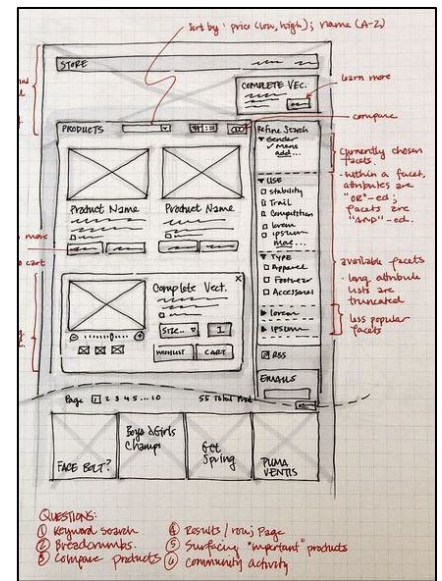 Sort by: price (low, high); name (A-Z)
STORE
COMPLETE VEC.
learn more
compare
PRODUCTS
Refine Search
Gender
✓ Mens
add...
currently chosen
facets.
- within a facet,
attributes are
"OR"-ed;
facets are
"AND"-ed.
USE
Stability
Trail
Competition
lorem
ipsum
more...
Product Name
Product Name
more
cart
TYPE
Apparel
Footwear
Accessories
available facets
- long attribute
lists are
truncated
Complete Vect.
X
SIZE..
1
WISHLIST
CART
lorem
ipsum
less popular
facets
RSS
EMAILS
Page 1 2 3 4 5 ... 10
55 Total
FACE BOLT?
Boys & Girls
Champs
Get
Spring
PUMA
VENTIS
QUESTIONS:
① Keyword Search
② Breadcrumbs.
③ Compare products
④ Results / row; Page
⑤ Surfacing "important" products
⑥ community activity